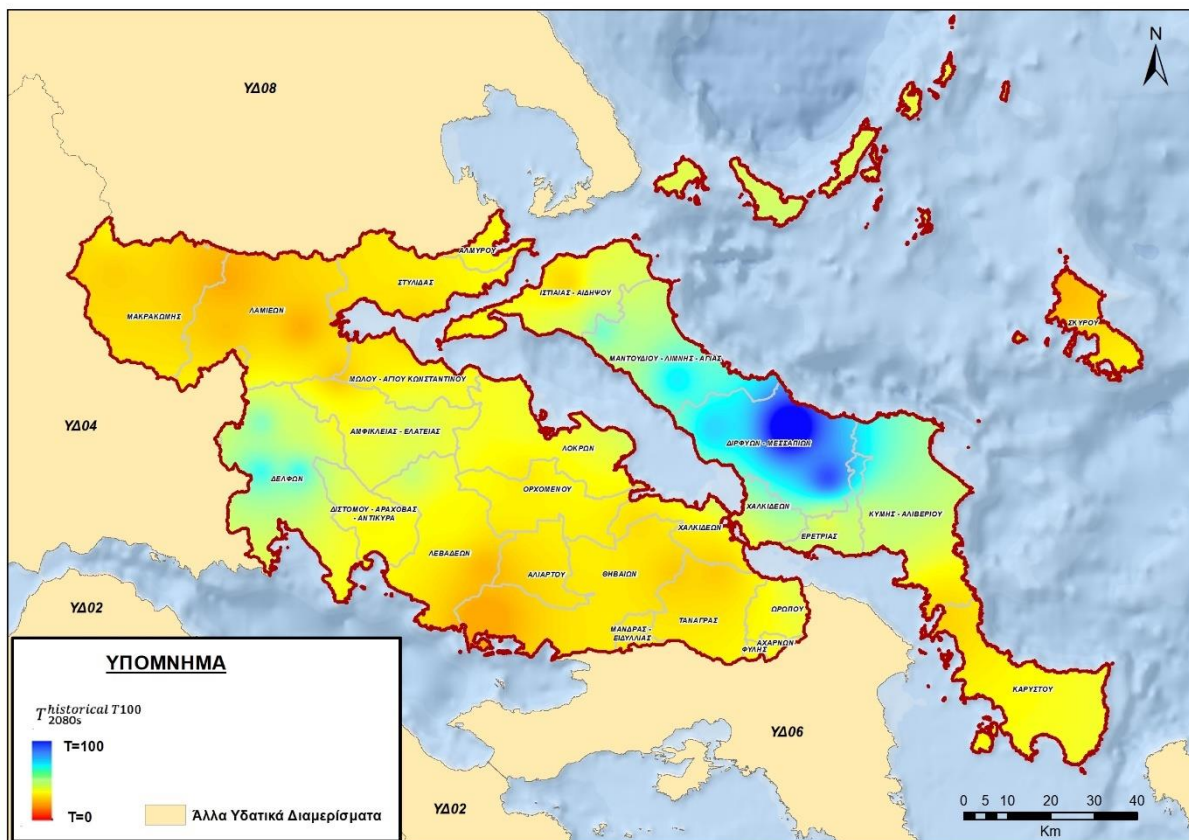 N
ΥΔ08
ΑΛΜΥΡΟΥ
ΣΤΥΛΙΔΑΣ
ΙΣΤΙΑΙΑΣ - ΑΙΔΗΨΟΥ
ΛΑΜΙΕΩΝ
ΜΑΚΡΑΚΩΜΗΣ
ΣΚΥΡΟΥ
ΜΑΝΤΟΥΔΙΟΥ - ΛΙΜΝΗΣ - ΑΓΙΑΣ
ΜΩΛΟΥ - ΑΓΙΟΥ ΚΩΝΣΤΑΝΤΙΝΟΥ
ΥΔ04
ΑΜΦΙΚΛΕΙΑΣ - ΕΛΑΤΕΙΑΣ
ΔΙΡΦΥΩΝ - ΜΕΣΣΑΠΙΩΝ
ΛΟΚΡΩΝ
ΔΕΛΦΩΝ
ΟΡΧΟΜΕΝΟΥ
ΔΙΣΤΟΜΟΥ - ΑΡΑΧΟΒΑΣ
- ΑΝΤΙΚΥΡΑ
ΧΑΛΚΙΔΕΩΝ
ΚΥΜΗΣ - ΑΛΙΒΕΡΙΟΥ
ΧΑΛΚΙΔΕΩΝ
ΕΡΕΤΡΙΑΣ
ΛΕΒΑΔΕΩΝ
ΑΛΙΑΡΤΟΥ
ΘΗΒΑΙΩΝ
ΥΔ02
ΩΡΩΠΟΥ
ΤΑΝΑΓΡΑΣ
ΜΑΝΔΡΑΣ -
ΕΙΔΥΛΛΙΑΣ
ΑΧΑΡΝΩΝ
ΦΥΛΗΣ
ΚΑΡΥΣΤΟΥ
ΥΔ06
ΥΔ02
ΥΠΟΜΝΗΜΑ
T historical T100 2080s
T=100
T=0
Άλλα Υδατικά Διαμερίσματα
0 5 10 20 30 40
Km